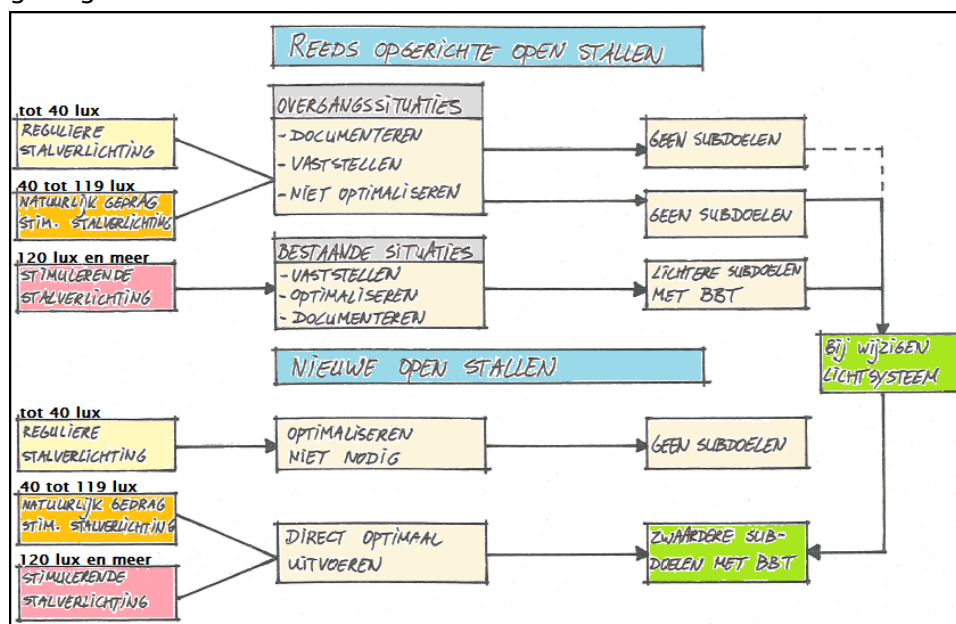 REEDS OPGERICHTE OPEN STALLEN
tot 40 lux
REGULIERE
STALVERLICHTING
40 tot 119 lux
NATUURLIJK GEDRAG
STIM. STALVERLICHTING
120 lux en meer
STIMULERENDE
STALVERLICHTING
OVERGANGSSITUATIES
- DOCUMENTEREN
- VASTSTELLEN
- NIET OPTIMALISEREN
BESTAANDE SITUATIES
- VASTSTELLEN
- OPTIMALISEREN
- DOCUMENTEREN
GEEN SUBDOELEN
GEEN SUBDOELEN
LICHTERE SUBDOELEN
MET BBT
BIJ WIJZIGEN
LICHTSYSTEEM
NIEUWE OPEN STALLEN
tot 40 lux
REGULIERE
STALVERLICHTING
40 tot 119 lux
NATUURLIJK GEDRAG
STIM. STALVERLICHTING
120 lux en meer
STIMULERENDE
STALVERLICHTING
OPTIMALISEREN
NIET NODIG
DIRECT OPTIMAAL
UITVOEREN
GEEN SUBDOELEN
ZWAARDERE SUB-
DOELEN MET BBT